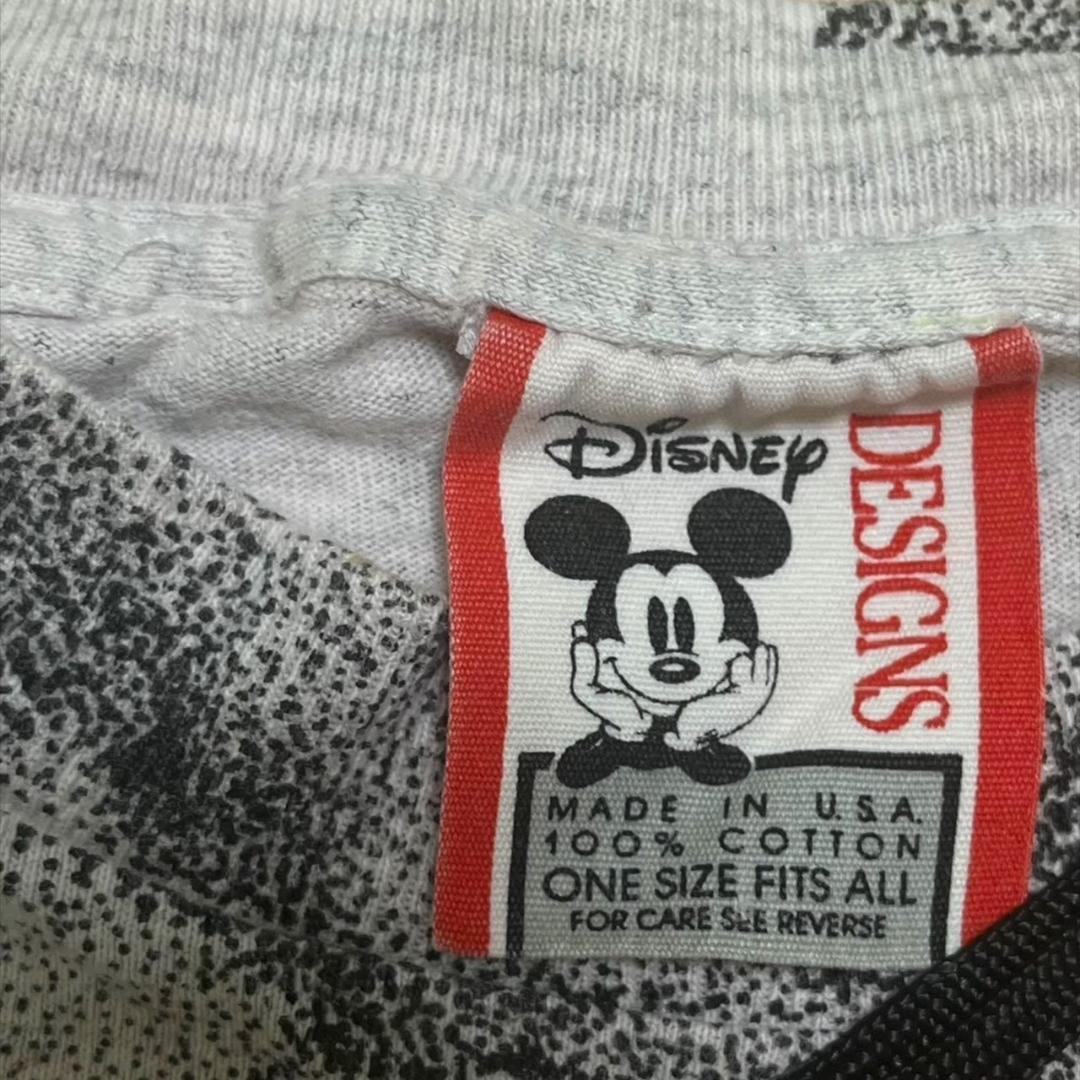 Disney
DESIGNS
MADE IN U.S.A.
100% COTTON
ONE SIZE FITS ALL
FOR CARE SEE REVERSE